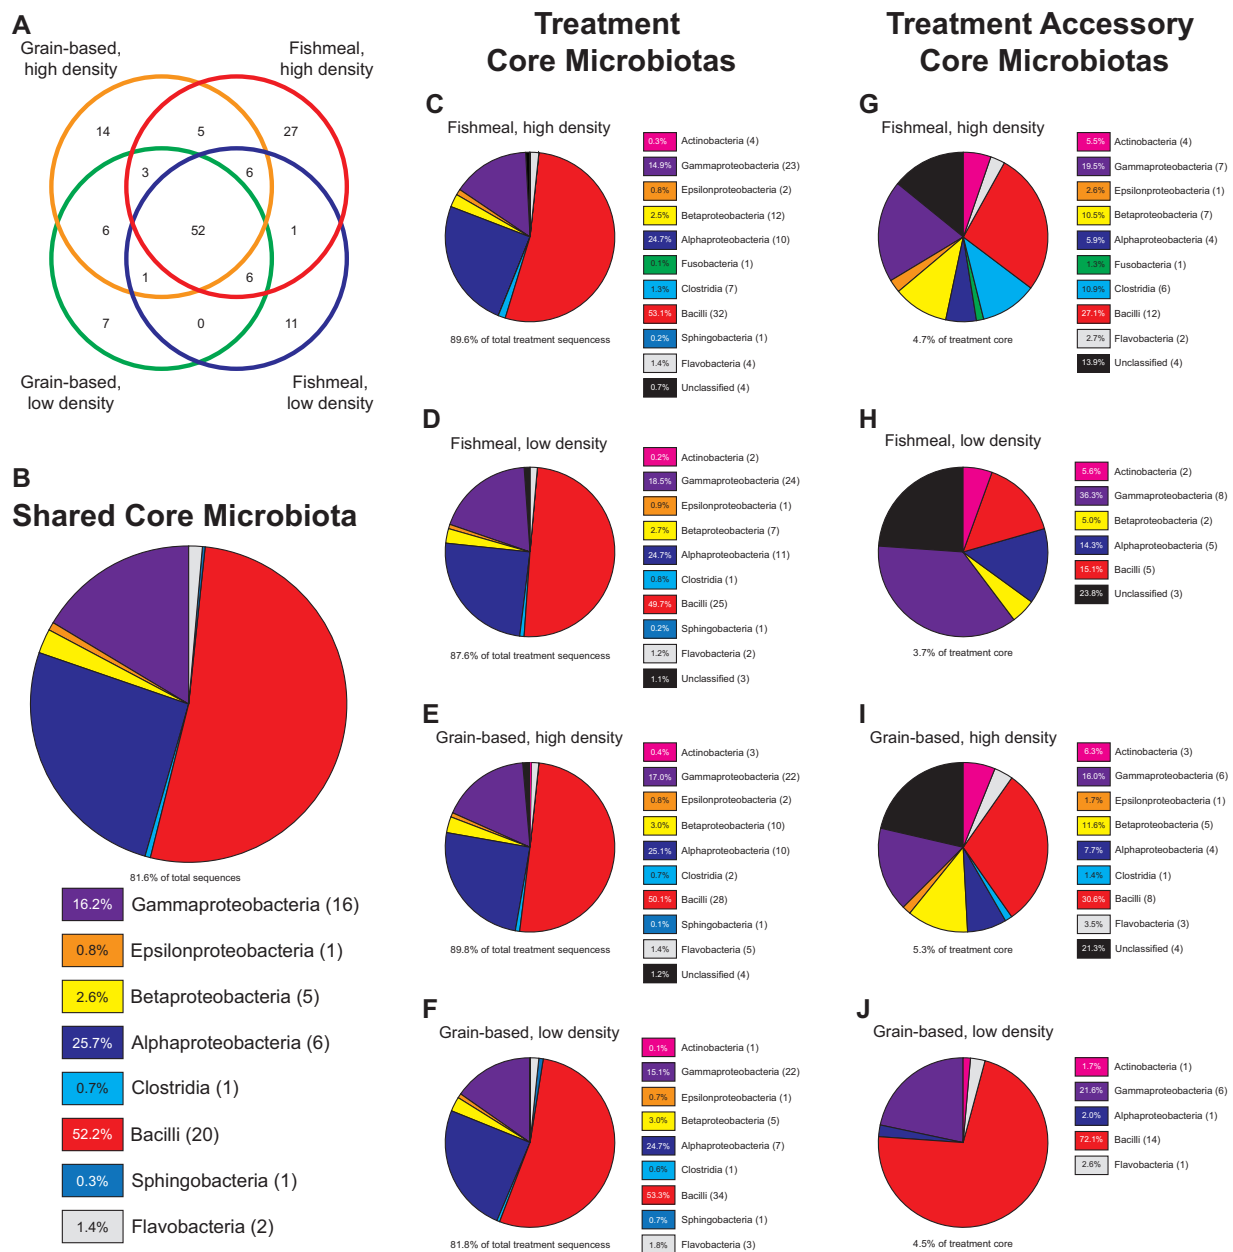 A
Grain-based,
high density
Fishmeal,
high density
14
5
27
3
6
6
52
1
1
6
7
0
11
Grain-based,
low density
Fishmeal,
low density
B
Shared Core Microbiota
81.6% of total sequences
16.2% Gammaproteobacteria (16)
0.8% Epsilonproteobacteria (1)
2.6% Betaproteobacteria (5)
25.7% Alphaproteobacteria (6)
0.7% Clostridia (1)
52.2% Bacilli (20)
0.3% Sphingobacteria (1)
1.4% Flavobacteria (2)
Treatment
Core Microbiotas
C
Fishmeal, high density
0.3% Actinobacteria (4)
14.9% Gammaproteobacteria (23)
0.8% Epsilonproteobacteria (2)
2.5% Betaproteobacteria (12)
24.7% Alphaproteobacteria (10)
0.1% Fusobacteria (1)
1.3% Clostridia (7)
53.1% Bacilli (32)
0.2% Sphingobacteria (1)
1.4% Flavobacteria (4)
0.7% Unclassified (4)
89.6% of total treatment sequencess
D
Fishmeal, low density
0.2% Actinobacteria (2)
18.5% Gammaproteobacteria (24)
0.9% Epsilonproteobacteria (1)
2.7% Betaproteobacteria (7)
24.7% Alphaproteobacteria (11)
0.8% Clostridia (1)
49.7% Bacilli (25)
0.2% Sphingobacteria (1)
1.2% Flavobacteria (2)
1.1% Unclassified (3)
87.6% of total treatment sequencess
E
Grain-based, high density
0.4% Actinobacteria (3)
17.0% Gammaproteobacteria (22)
0.8% Epsilonproteobacteria (2)
3.0% Betaproteobacteria (10)
25.1% Alphaproteobacteria (10)
0.7% Clostridia (2)
50.1% Bacilli (28)
0.1% Sphingobacteria (1)
1.4% Flavobacteria (5)
1.2% Unclassified (4)
89.8% of total treatment sequencess
F
Grain-based, low density
0.1% Actinobacteria (1)
15.1% Gammaproteobacteria (22)
0.7% Epsilonproteobacteria (1)
3.0% Betaproteobacteria (5)
24.7% Alphaproteobacteria (7)
0.6% Clostridia (1)
53.3% Bacilli (34)
0.7% Sphingobacteria (1)
1.8% Flavobacteria (3)
81.8% of total treatment sequencess
Treatment Accessory
Core Microbiotas
G
Fishmeal, high density
5.5% Actinobacteria (4)
19.5% Gammaproteobacteria (7)
2.6% Epsilonproteobacteria (1)
10.5% Betaproteobacteria (7)
5.9% Alphaproteobacteria (4)
1.3% Fusobacteria (1)
10.9% Clostridia (6)
27.1% Bacilli (12)
2.7% Flavobacteria (2)
13.9% Unclassified (4)
4.7% of treatment core
H
Fishmeal, low density
5.6% Actinobacteria (2)
36.3% Gammaproteobacteria (8)
5.0% Betaproteobacteria (2)
14.3% Alphaproteobacteria (5)
15.1% Bacilli (5)
23.8% Unclassified (3)
3.7% of treatment core
I
Grain-based, high density
6.3% Actinobacteria (3)
16.0% Gammaproteobacteria (6)
1.7% Epsilonproteobacteria (1)
11.6% Betaproteobacteria (5)
7.7% Alphaproteobacteria (4)
1.4% Clostridia (1)
30.6% Bacilli (8)
3.5% Flavobacteria (3)
21.3% Unclassified (4)
5.3% of treatment core
J
Grain-based, low density
1.7% Actinobacteria (1)
21.6% Gammaproteobacteria (6)
2.0% Alphaproteobacteria (1)
72.1% Bacilli (14)
2.6% Flavobacteria (1)
4.5% of treatment core